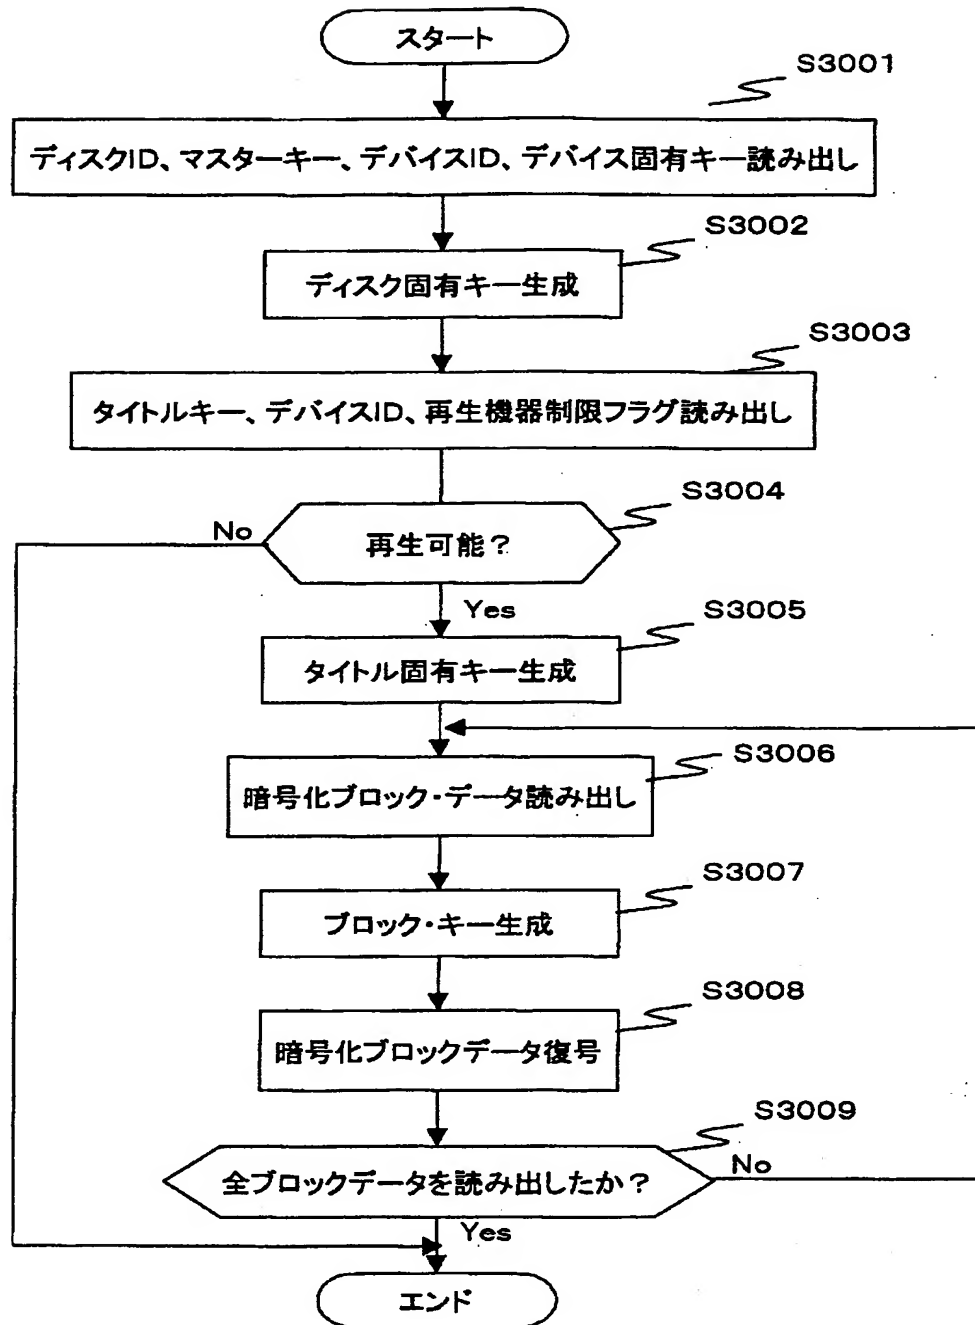 スタート
S3001
ディスクID、マスターキー、デバイスID、デバイス固有キー読み出し
S3002
ディスク固有キー生成
S3003
タイトルキー、デバイスID、再生機器制限フラグ読み出し
S3004
No
再生可能？
Yes
S3005
タイトル固有キー生成
S3006
暗号化ブロック・データ読み出し
S3007
ブロック・キー生成
S3008
暗号化ブロックデータ復号
S3009
全ブロックデータを読み出したか？
No
Yes
エンド